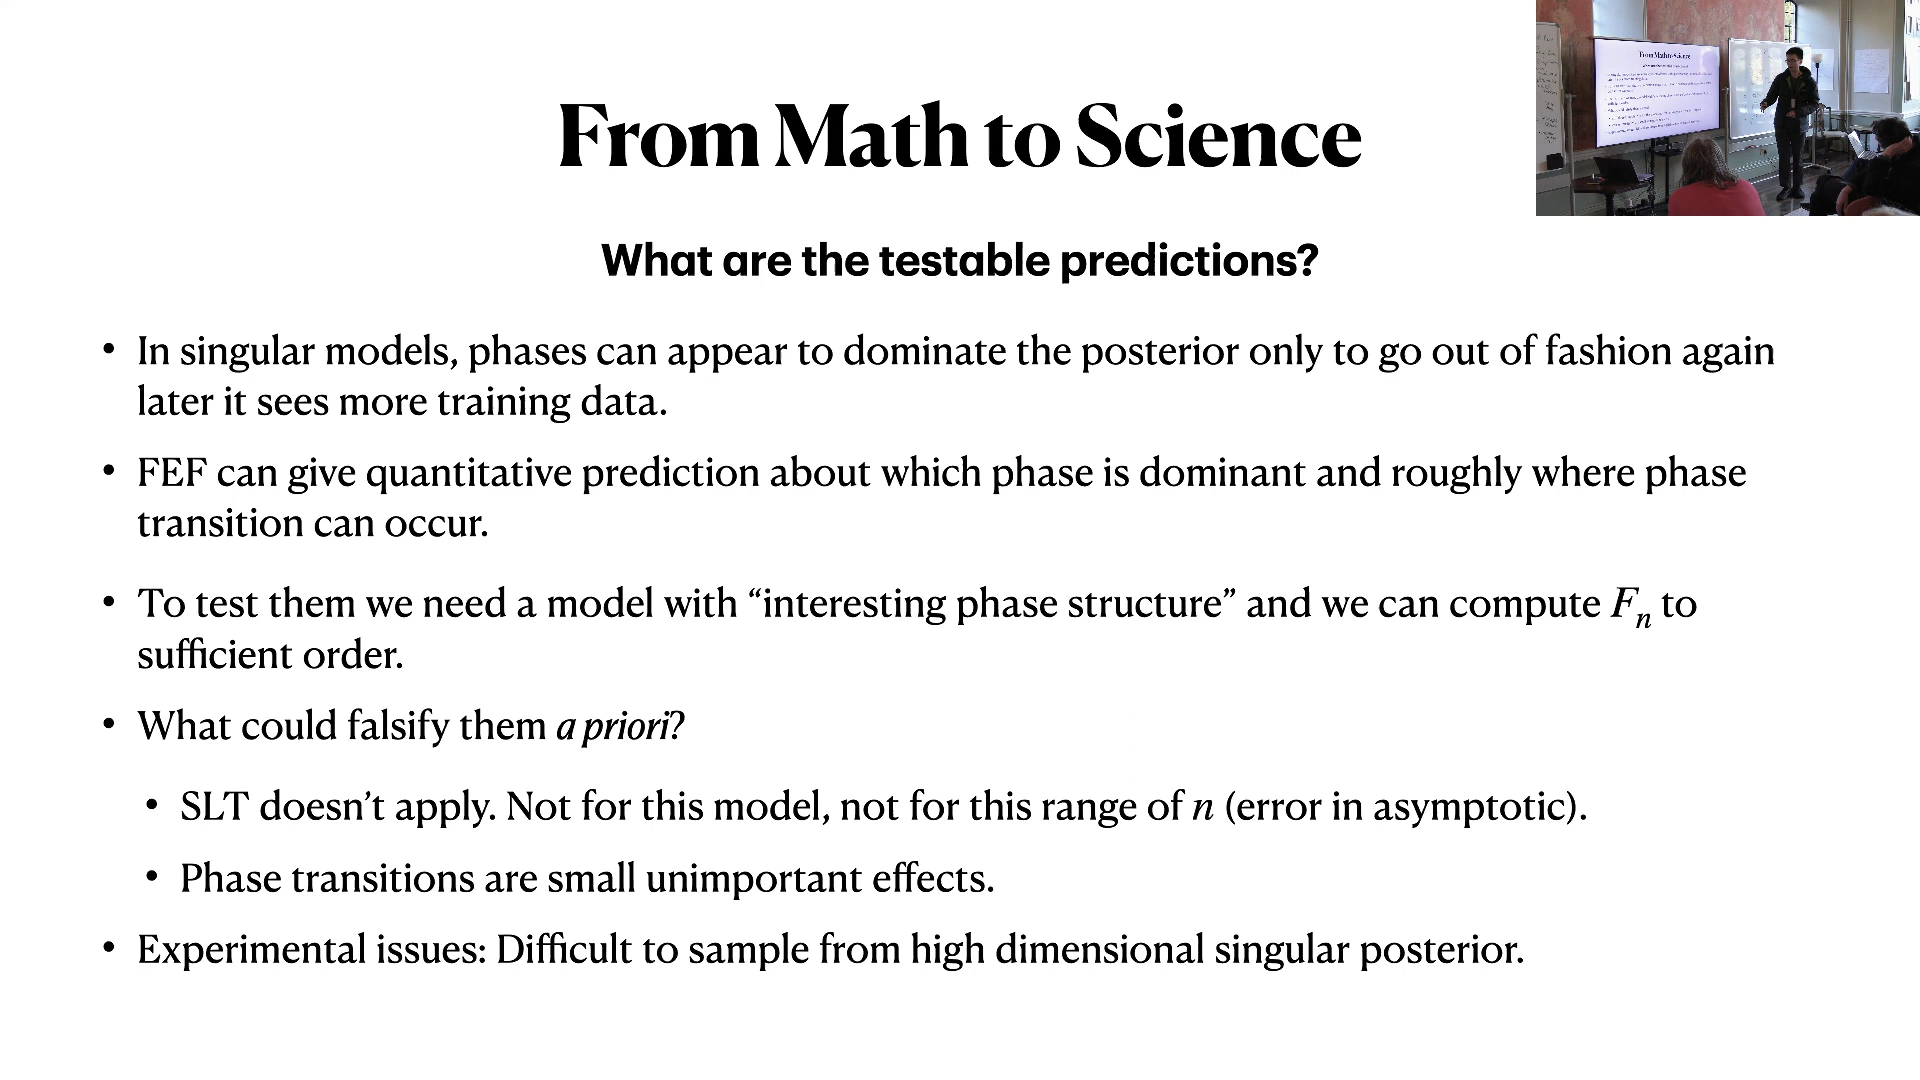 From Math to Science
What are the testable predictions?
• In singular models, phases can appear to dominate the posterior only to go out of fashion again
later it sees more training data.
• FEF can give quantitative prediction about which phase is dominant and roughly where phase
transition can occur.
• To test them we need a model with “interesting phase structure” and we can compute Fₙ to
sufficient order.
• What could falsify them a priori?
• SLT doesn’t apply. Not for this model, not for this range of n (error in asymptotic).
• Phase transitions are small unimportant effects.
• Experimental issues: Difficult to sample from high dimensional singular posterior.
From Math to Science